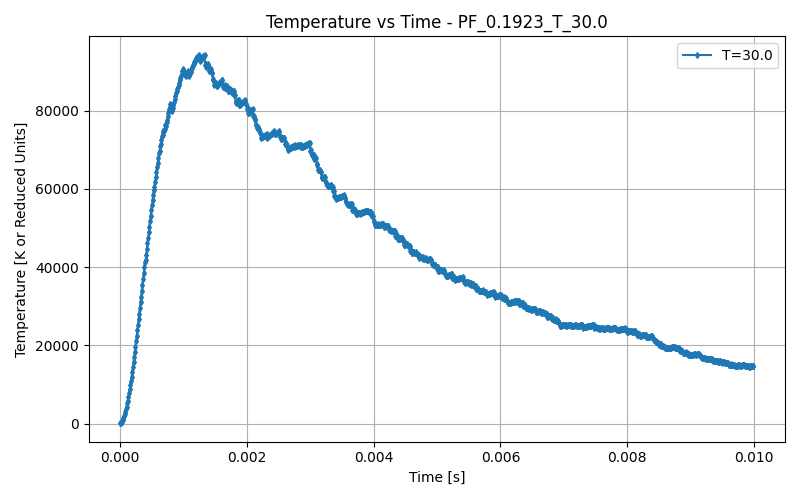 Temperature vs Time - PF_0.1923_T_30.0
T=30.0
Temperature [K or Reduced Units]
80000
60000
40000
20000
0
0.000 0.002 0.004 0.006 0.008 0.010
Time [s]